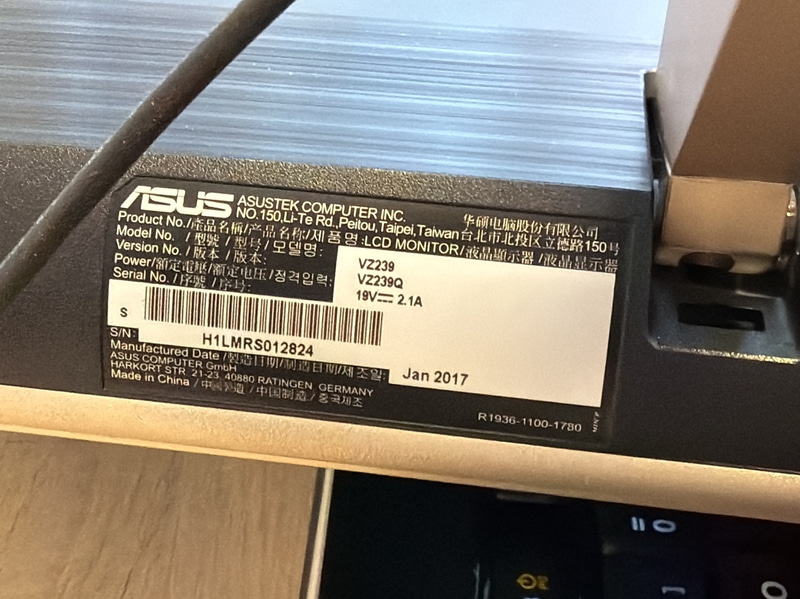 ASUS ASUSTEK COMPUTER INC. 华硕电脑股份有限公司
NO.150,Li-Te Rd.,Peitou,Taipei,Taiwan 台北市北投区立德路150号
Product No./產品名稱/产品名称/제품명: LCD MONITOR/液晶顯示器/液晶显示器
Model No. /型號/型号/모델명: VZ239
Version No./版本/版本: VZ239Q
Power/額定電壓/额定电压/정격입력: 19V⎓ 2.1A
Serial No./序號/序号:
S
S/N: H1LMRS012824
Manufactured Date/製造日期/制造日期/제조일: Jan 2017
ASUS COMPUTER GmbH
HARKORT STR. 21-23, 40880 RATINGEN, GERMANY
Made in China /中國製造 /中国制造 /중국제조
R1936-1100-1780